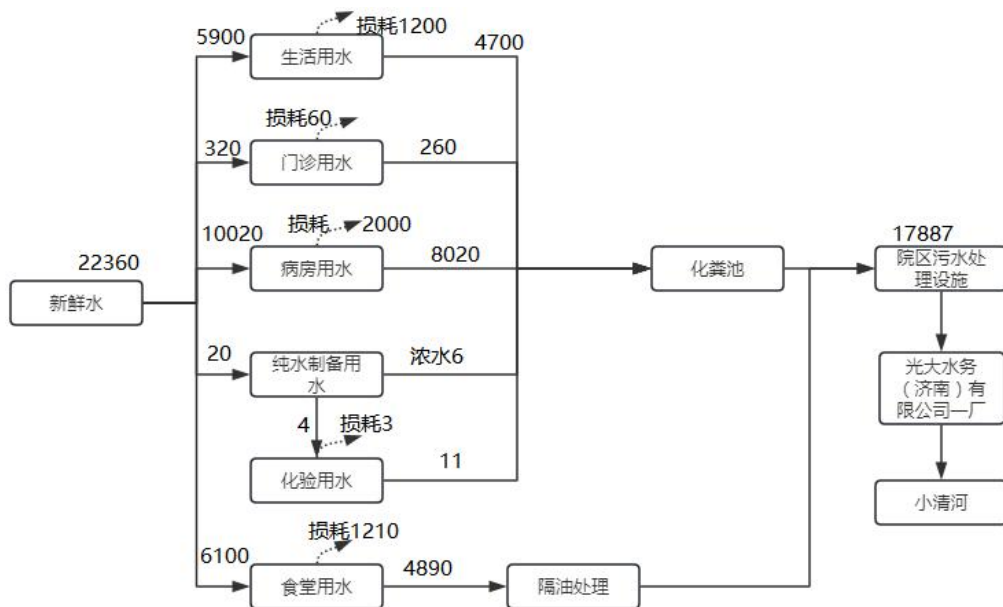 损耗1200
5900
生活用水
4700
损耗60
320
门诊用水
260
损耗
2000
10020
病房用水
8020
22360
新鲜水
化粪池
17887
院区污水处
理设施
20
纯水制备用
水
浓水6
4
损耗3
化验用水
11
光大水务
（济南）有
限公司一厂
小清河
损耗1210
6100
食堂用水
4890
隔油处理